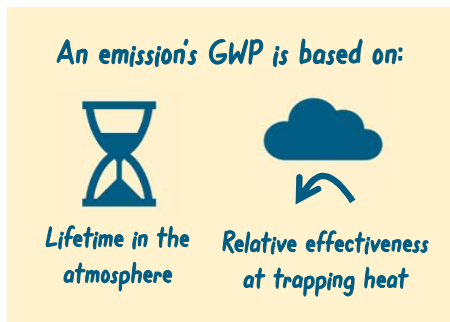 An emission's GWP is based on:
Lifetime in the
atmosphere
Relative effectiveness
at trapping heat